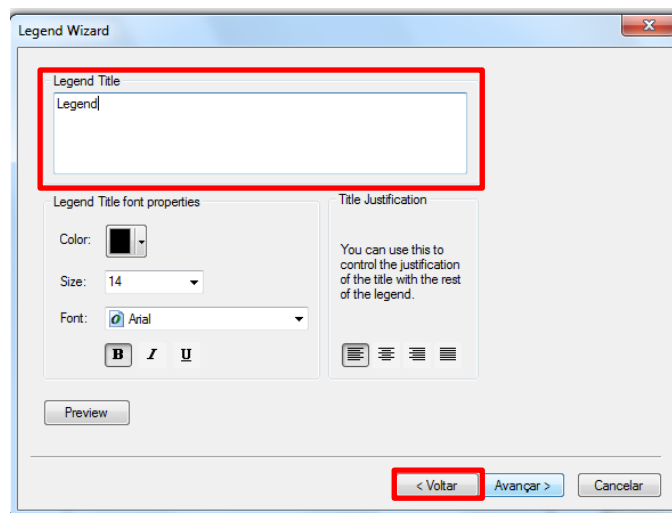 Legend Wizard
Legend Title
Legend
Legend Title font properties
Color:
Size: 14
Font: Arial
B I U
Title Justification
You can use this to
control the justification
of the title with the rest
of the legend.
Preview
< Voltar Avançar > Cancelar